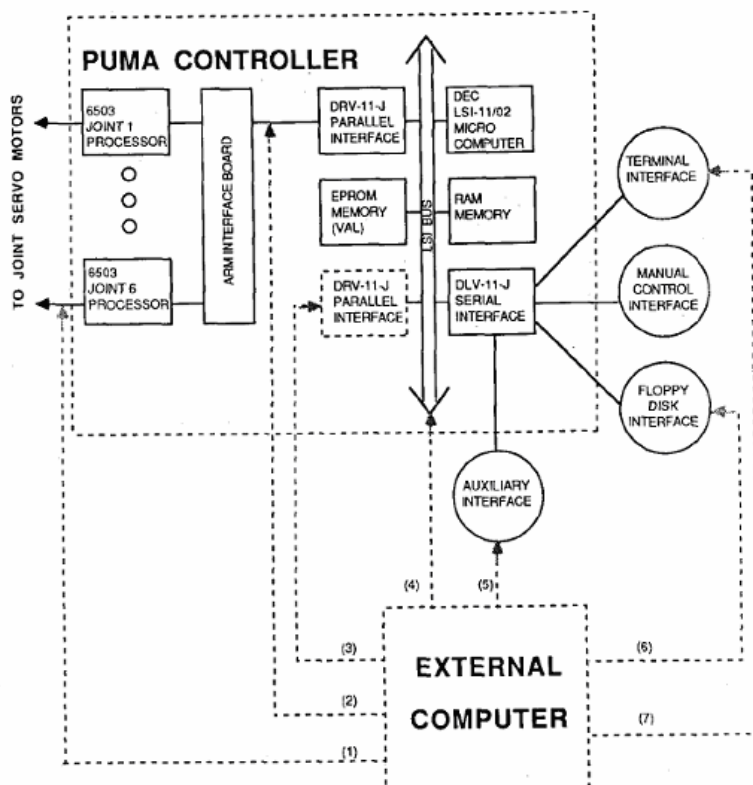 PUMA CONTROLLER
6503
JOINT 1
PROCESSOR
DRV-11-J
PARALLEL
INTERFACE
DEC
LSI-11/02
MICRO
COMPUTER
TERMINAL
INTERFACE
TO JOINT SERVO MOTORS
ARM INTERFACE BOARD
EPROM
MEMORY
(VAL)
LSI BUS
RAM
MEMORY
6503
JOINT 6
PROCESSOR
DRV-11-J
PARALLEL
INTERFACE
DLV-11-J
SERIAL
INTERFACE
MANUAL
CONTROL
INTERFACE
FLOPPY
DISK
INTERFACE
AUXILIARY
INTERFACE
(4)
(5)
(3)
(6)
EXTERNAL
COMPUTER
(2)
(7)
(1)